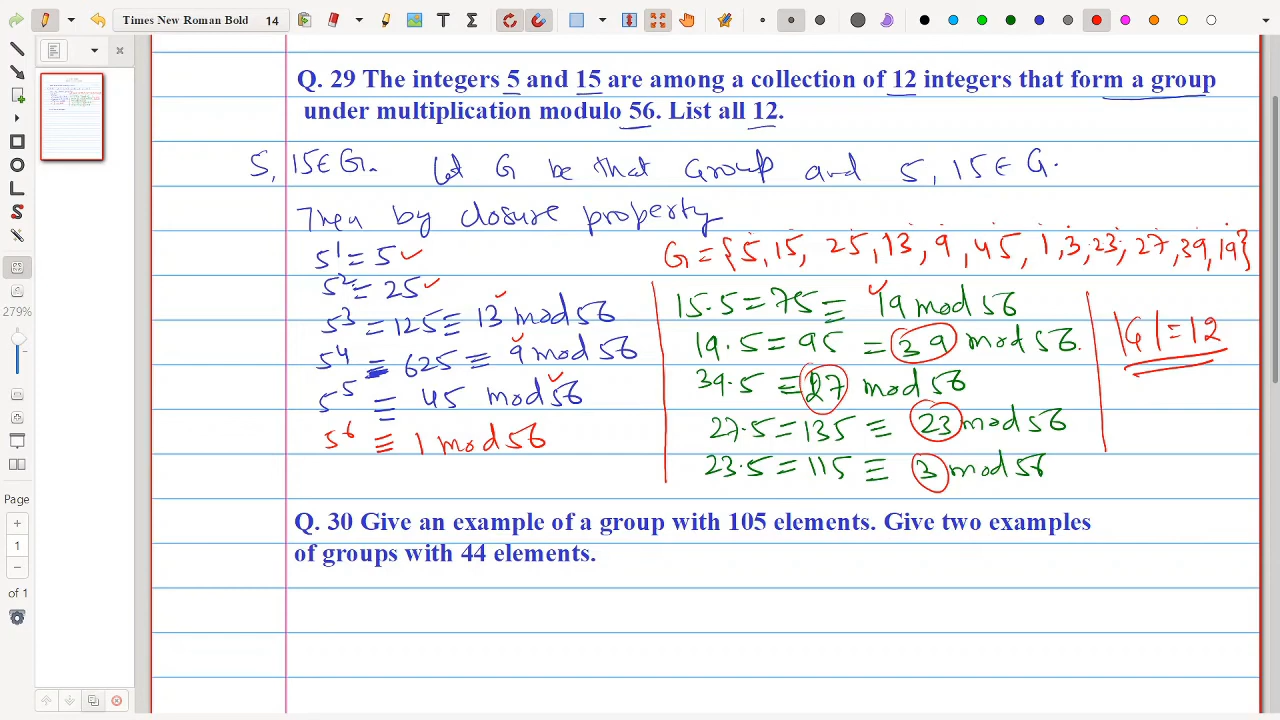 Times New Roman Bold 14
Q. 29 The integers 5 and 15 are among a collection of 12 integers that form a group
under multiplication modulo 56. List all 12.
5, 15 ∈ G. Let G be that Group and 5, 15 ∈ G.
Then by closure property
G = {5, 15, 25, 13, 9, 45, 1, 3, 23, 27, 39, 19}
5¹ = 5 ✓
5² = 25 ✓
5³ = 125 ≡ 13 mod 56
5⁴ = 625 ≡ 9 mod 56
5⁵ ≡ 45 mod 56
5⁶ ≡ 1 mod 56
15·5 = 75 ≡ 19 mod 56
19·5 = 95 = 39 mod 56.
39·5 ≡ 27 mod 56
27·5 = 135 ≡ 23 mod 56
23·5 = 115 ≡ 3 mod 56
|G| = 12
Q. 30 Give an example of a group with 105 elements. Give two examples
of groups with 44 elements.
279%
Page
1
of 1